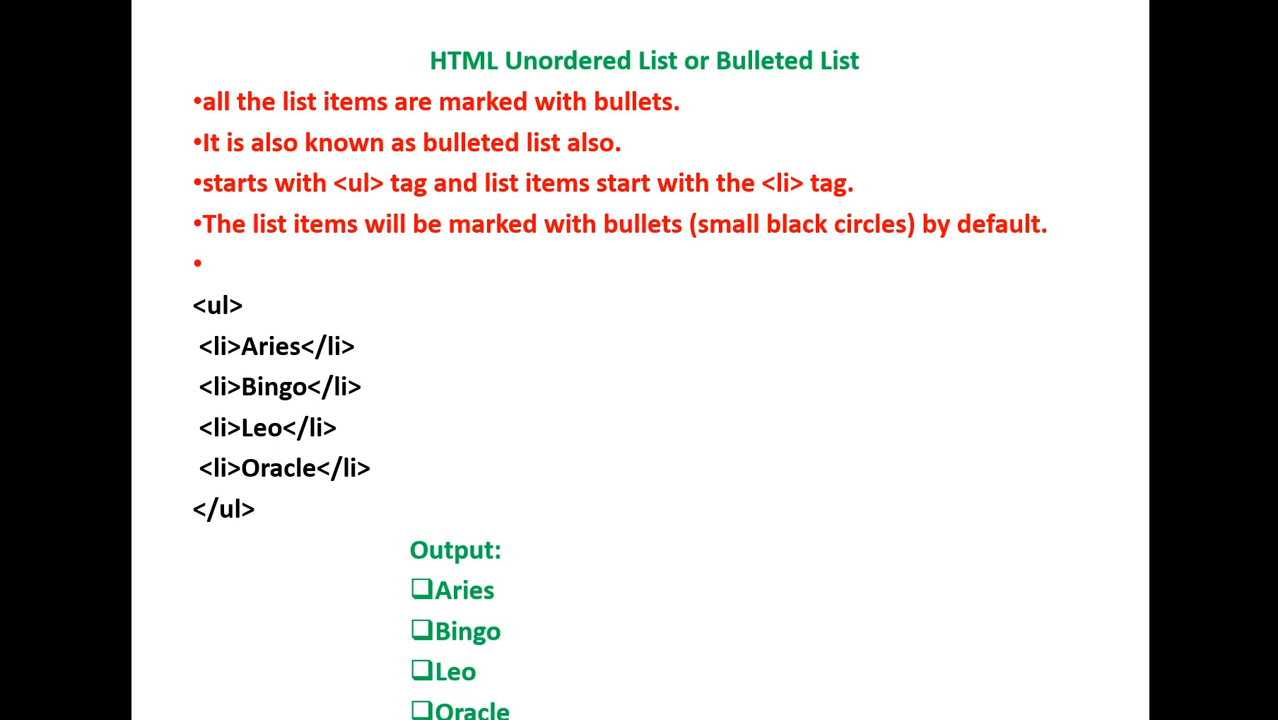 HTML Unordered List or Bulleted List
•all the list items are marked with bullets.
•It is also known as bulleted list also.
•starts with <ul> tag and list items start with the <li> tag.
•The list items will be marked with bullets (small black circles) by default.
•
<ul>
<li>Aries</li>
<li>Bingo</li>
<li>Leo</li>
<li>Oracle</li>
</ul>
Output:
❑Aries
❑Bingo
❑Leo
❑Oracle